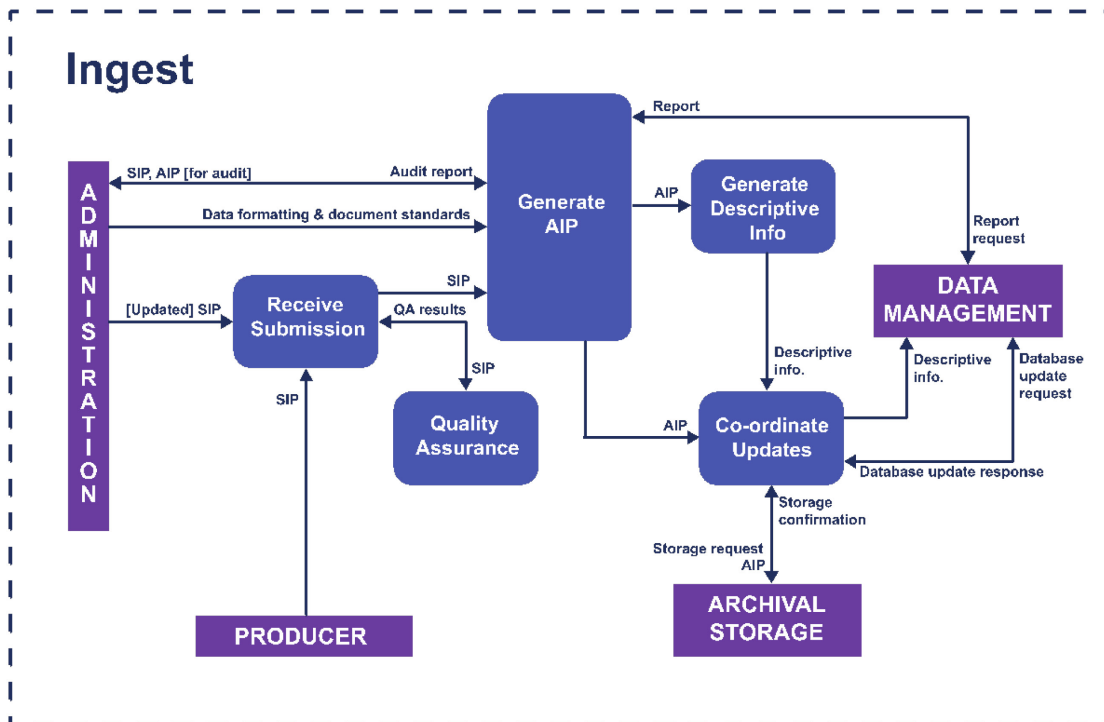 Ingest
Report
SIP, AIP [for audit]
Audit report
Generate
AIP
AIP
Generate
Descriptive
Info
Data formatting & document standards
Report
request
ADMINISTRATION
SIP
[Updated] SIP
Receive
Submission
QA results
DATA
MANAGEMENT
SIP
Descriptive
info.
Descriptive
info.
Database
update
request
SIP
Quality
Assurance
AIP
Co-ordinate
Updates
Database update response
Storage
confirmation
Storage request
AIP
PRODUCER
ARCHIVAL
STORAGE